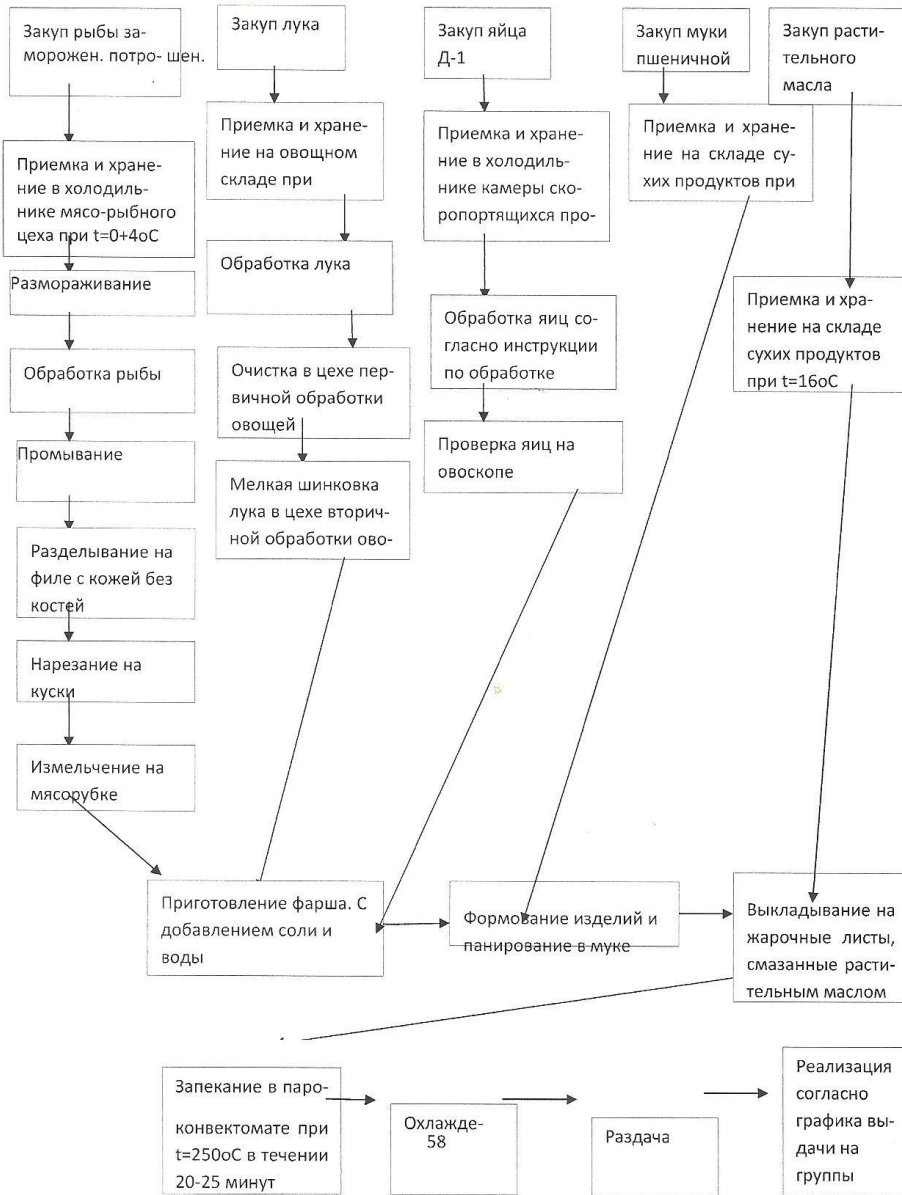 Закуп рыбы за-
морожен. потро- шен.
Закуп лука
Закуп яйца
Д-1
Закуп муки
пшеничной
Закуп расти-
тельного
масла
Приемка и хране-
ние в холодиль-
нике мясо-рыбного
цеха при t=0+4оС
Приемка и хране-
ние на овощном
складе при
Приемка и хране-
ние в холодиль-
нике камеры ско-
ропортящихся про-
Приемка и хране-
ние на складе су-
хих продуктов при
Размораживание
Обработка лука
Обработка яиц со-
гласно инструкции
по обработке
Приемка и хра-
нение на складе
сухих продуктов
при t=16оС
Обработка рыбы
Очистка в цехе пер-
вичной обработки
овощей
Проверка яиц на
овоскопе
Промывание
Мелкая шинковка
лука в цехе вторич-
ной обработки ово-
Разделывание на
филе с кожей без
костей
Нарезание на
куски
Измельчение на
мясорубке
Приготовление фарша. С
добавлением соли и
воды
Формование изделий и
панирование в муке
Выкладывание на
жарочные листы,
смазанные расти-
тельным маслом
Запекание в паро-
конвектомате при
t=250оС в течении
20-25 минут
Охлажде-
58
Раздача
Реализация
согласно
графика вы-
дачи на
группы